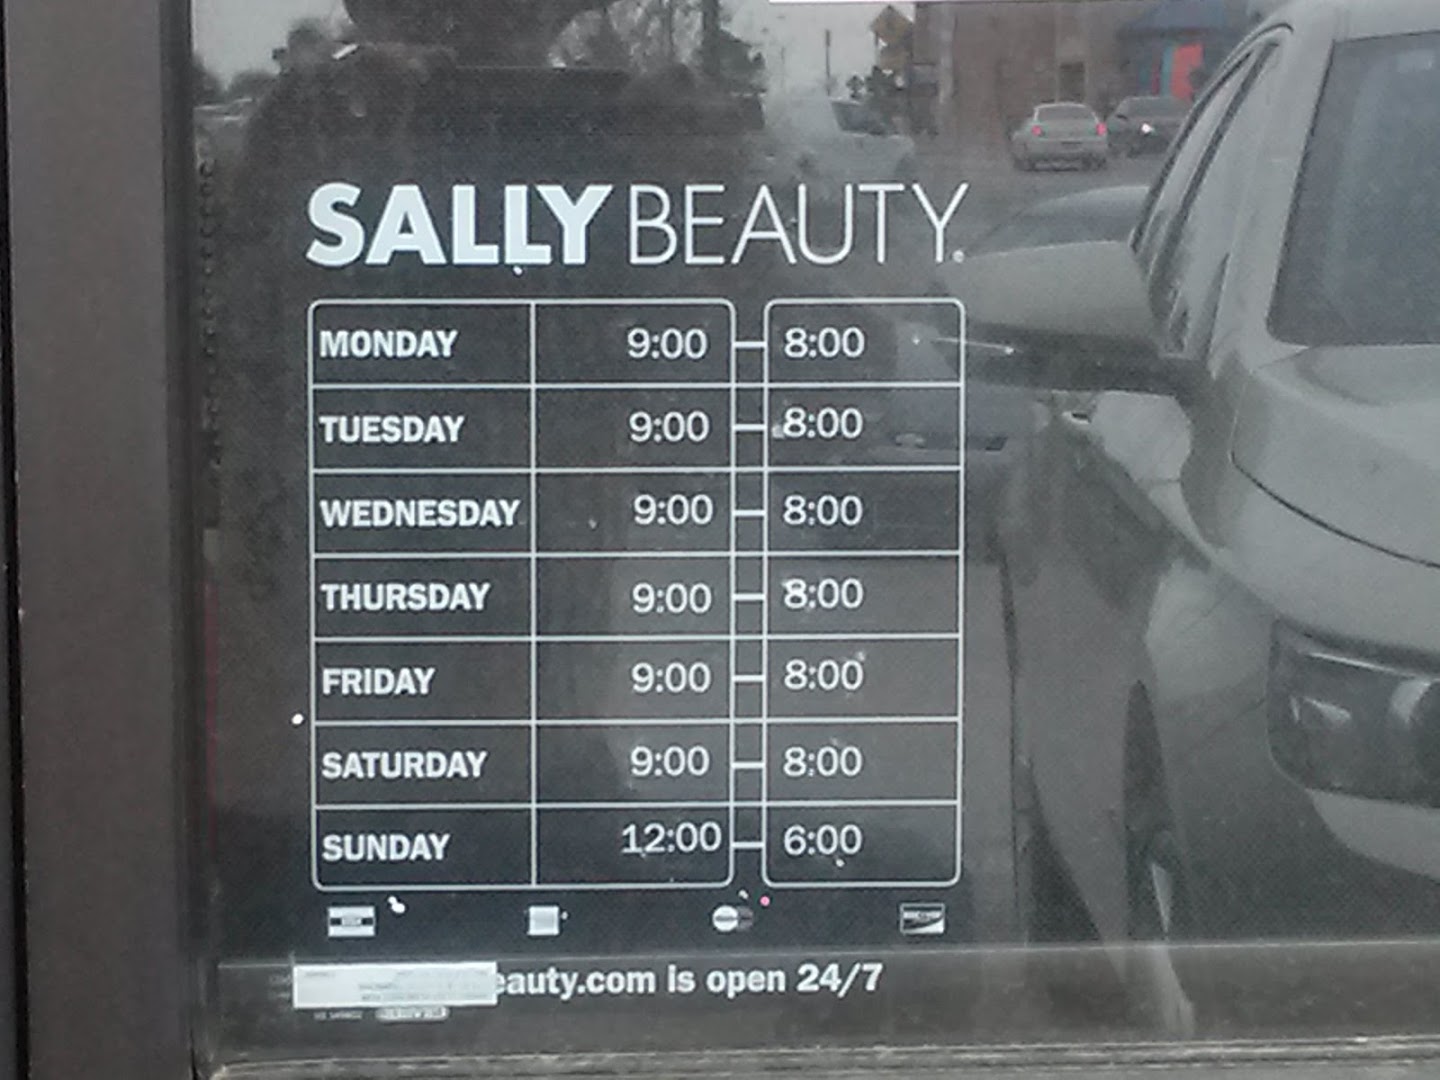 SALLY BEAUTY
MONDAY 9:00 – 8:00
TUESDAY 9:00 – 8:00
WEDNESDAY 9:00 – 8:00
THURSDAY 9:00 – 8:00
FRIDAY 9:00 – 8:00
SATURDAY 9:00 – 8:00
SUNDAY 12:00 – 6:00
eauty.com is open 24/7